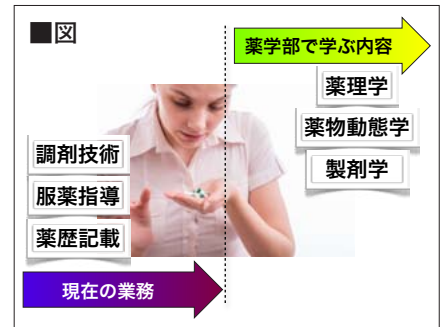 ■図
薬学部で学ぶ内容
薬理学
薬物動態学
製剤学
調剤技術
服薬指導
薬歴記載
現在の業務